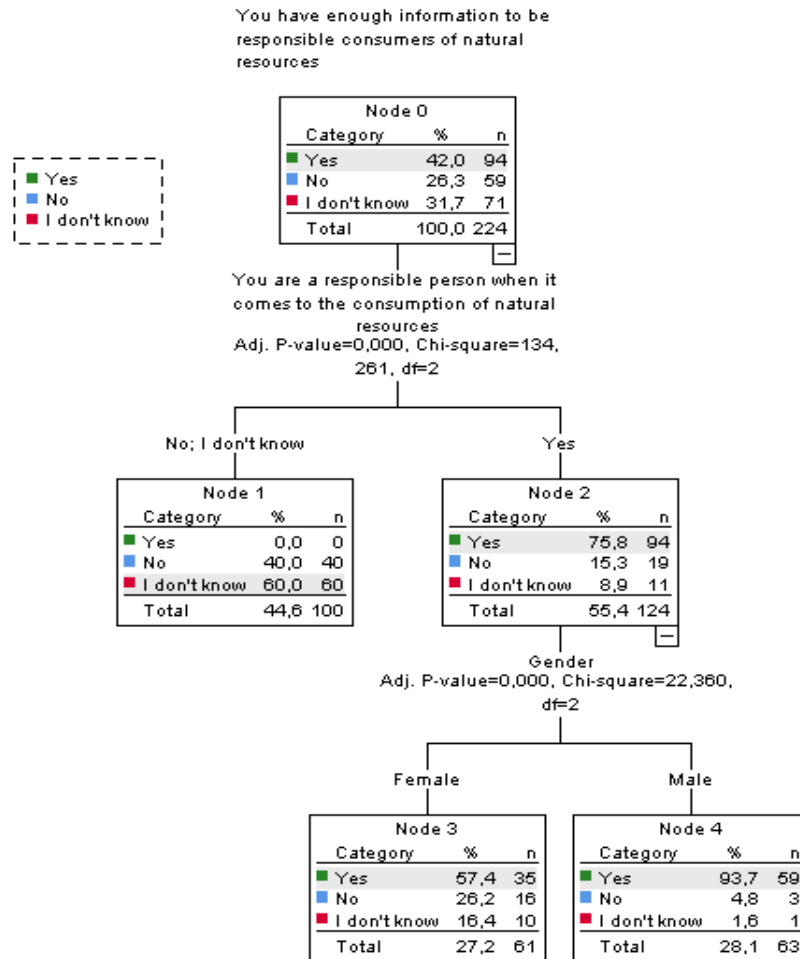 You have enough information to be
responsible consumers of natural
resources
Node 0
Category % n
Yes 42,0 94
No 26,3 59
I don't know 31,7 71
Total 100,0 224
Yes
No
I don't know
You are a responsible person when it
comes to the consumption of natural
resources
Adj. P-value=0,000, Chi-square=134,
261, df=2
No; I don't know
Yes
Node 1
Category % n
Yes 0,0 0
No 40,0 40
I don't know 60,0 60
Total 44,6 100
Node 2
Category % n
Yes 75,8 94
No 15,3 19
I don't know 8,9 11
Total 55,4 124
Gender
Adj. P-value=0,000, Chi-square=22,360,
df=2
Female
Male
Node 3
Category % n
Yes 57,4 35
No 26,2 16
I don't know 16,4 10
Total 27,2 61
Node 4
Category % n
Yes 93,7 59
No 4,8 3
I don't know 1,6 1
Total 28,1 63